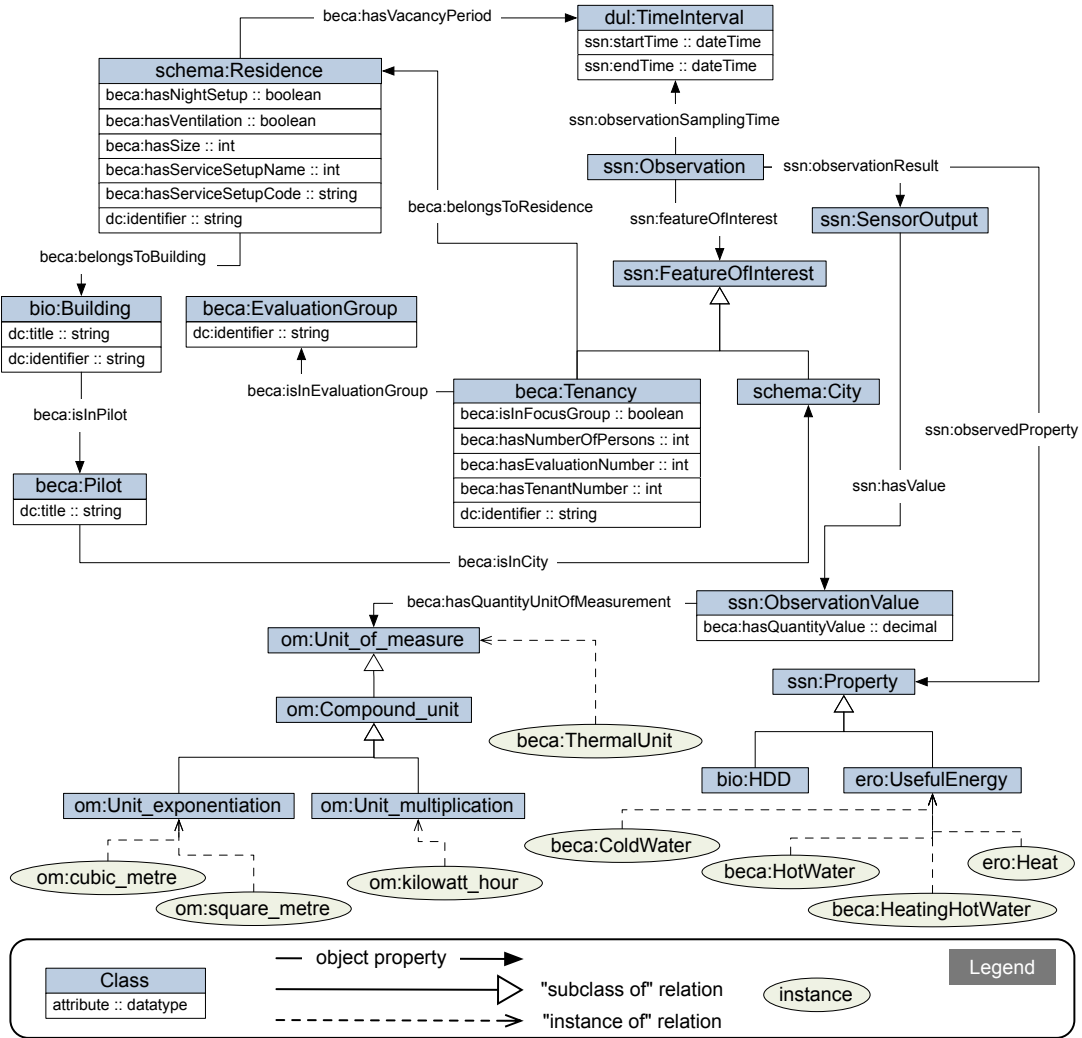 beca:hasVacancyPeriod
dul:TimeInterval
ssn:startTime :: dateTime
ssn:endTime :: dateTime
schema:Residence
beca:hasNightSetup :: boolean
beca:hasVentilation :: boolean
beca:hasSize :: int
beca:hasServiceSetupName :: int
beca:hasServiceSetupCode :: string
dc:identifier :: string
ssn:observationSamplingTime
ssn:Observation
ssn:observationResult
beca:belongsToResidence
ssn:featureOfInterest
ssn:SensorOutput
beca:belongsToBuilding
ssn:FeatureOfInterest
bio:Building
dc:title :: string
dc:identifier :: string
beca:EvaluationGroup
dc:identifier :: string
beca:isInEvaluationGroup
beca:Tenancy
beca:isInFocusGroup :: boolean
beca:hasNumberOfPersons :: int
beca:hasEvaluationNumber :: int
beca:hasTenantNumber :: int
dc:identifier :: string
schema:City
beca:isInPilot
ssn:observedProperty
beca:Pilot
dc:title :: string
ssn:hasValue
beca:isInCity
beca:hasQuantityUnitOfMeasurement
ssn:ObservationValue
beca:hasQuantityValue :: decimal
om:Unit_of_measure
ssn:Property
om:Compound_unit
beca:ThermalUnit
bio:HDD
ero:UsefulEnergy
om:Unit_exponentiation
om:Unit_multiplication
beca:ColdWater
ero:Heat
beca:HotWater
om:cubic_metre
om:kilowatt_hour
om:square_metre
beca:HeatingHotWater
Class
attribute :: datatype
object property
"subclass of" relation
"instance of" relation
instance
Legend